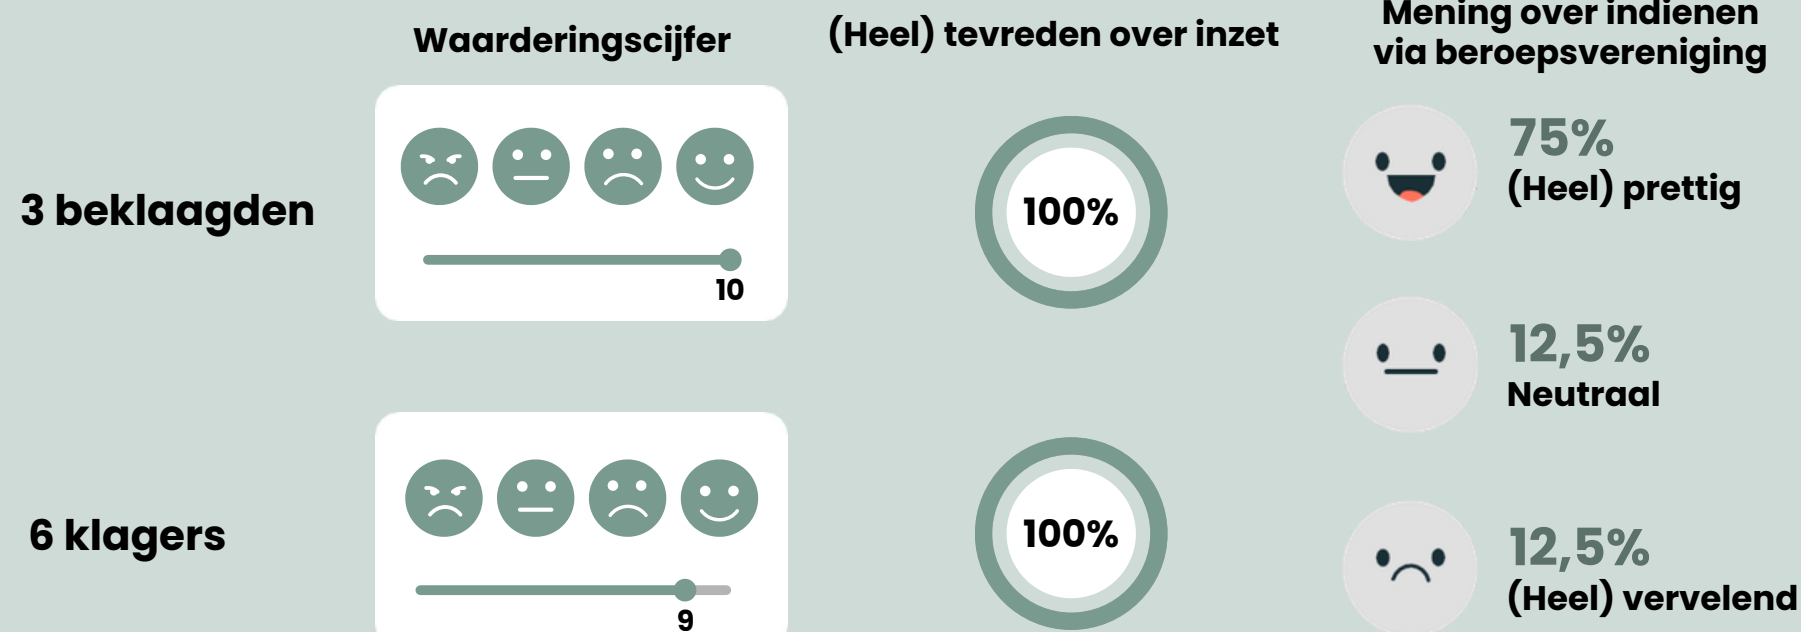 Waarderingscijfer
(Heel) tevreden over inzet
Mening over indienen
via beroepsvereniging
3 beklaagden
10
100%
75%
(Heel) prettig
12,5%
Neutraal
6 klagers
9
100%
12,5%
(Heel) vervelend